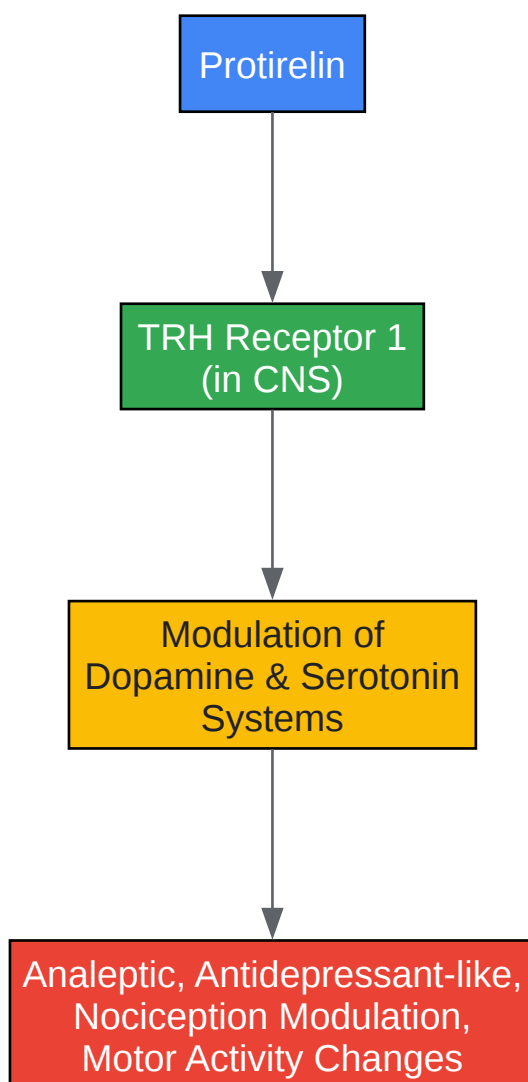 Protirelin
TRH Receptor 1
(in CNS)
Modulation of
Dopamine & Serotonin
Systems
Analeptic, Antidepressant-like,
Nociception Modulation,
Motor Activity Changes